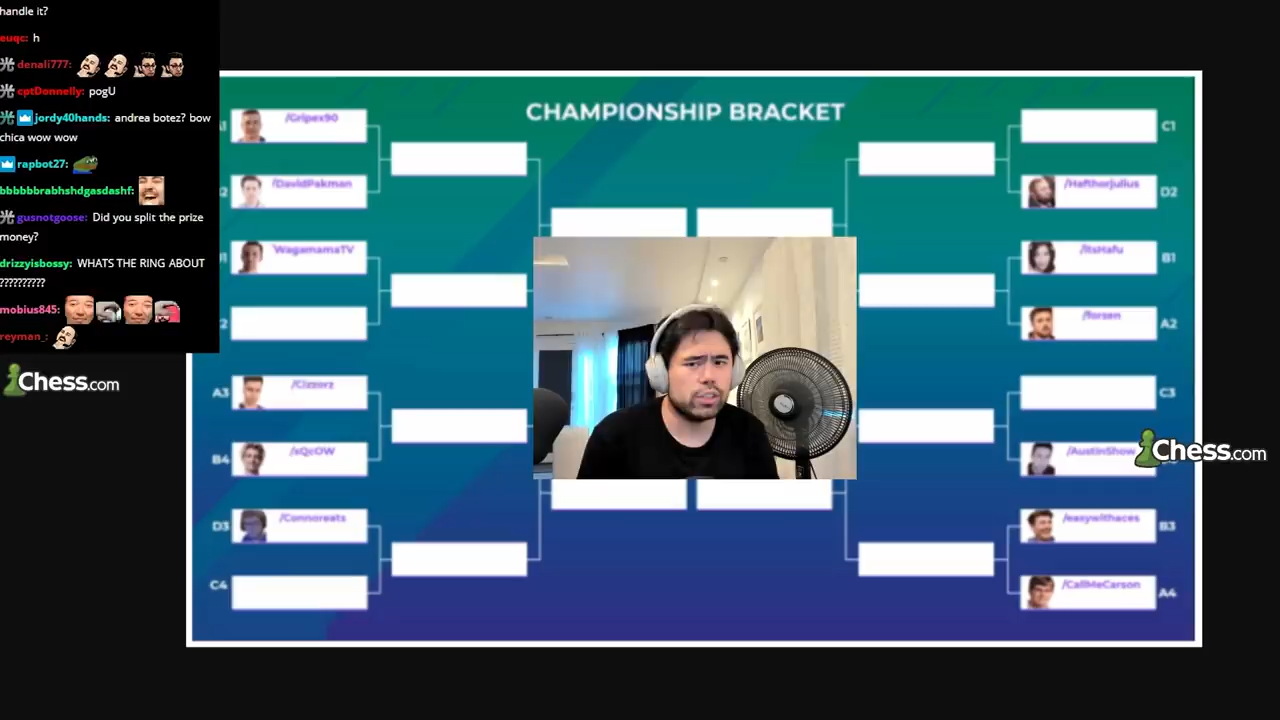 handle it?
euqc: h
denali777:
cptDonnelly: pogU
jordy40hands: andrea botez? bow
chica wow wow
rapbot27:
bbbbbbrabhshdgasdashf:
gusnotgoose: Did you split the prize
money?
drizzyisbossy: WHATS THE RING ABOUT
??????????
mobius845:
reyman_:
Chess.com
CHAMPIONSHIP BRACKET
/Gripex90
/DavidPakman
WagamamaTV
A3
/Cizzorz
B4
/xQcOW
D3
/Connoreats
C4
C1
/HafthorJulius
D2
/ItsHafu
B1
/forsen
A2
C3
/AustinShow
Chess.com
/easywithaces
B3
/CallMeCarson
A4